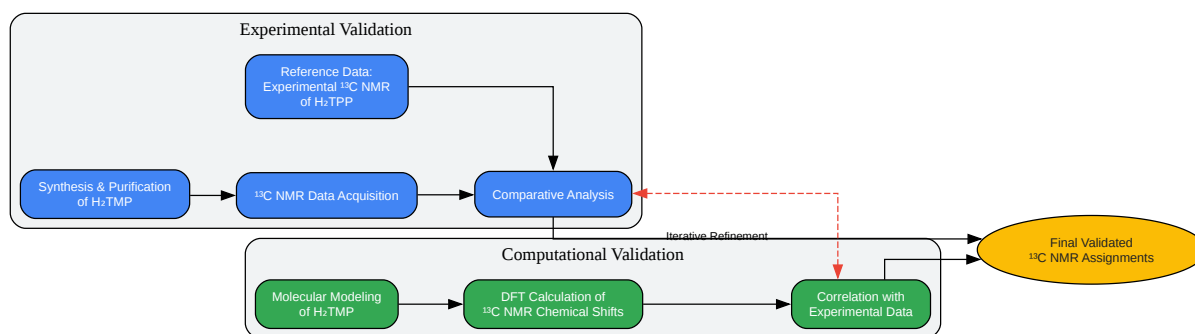 Experimental Validation
Reference Data:
Experimental ¹³C NMR
of H₂TPP
Synthesis & Purification
of H₂TMP
¹³C NMR Data Acquisition
Comparative Analysis
Iterative Refinement
Final Validated
¹³C NMR Assignments
Computational Validation
Molecular Modeling
of H₂TMP
DFT Calculation of
¹³C NMR Chemical Shifts
Correlation with
Experimental Data